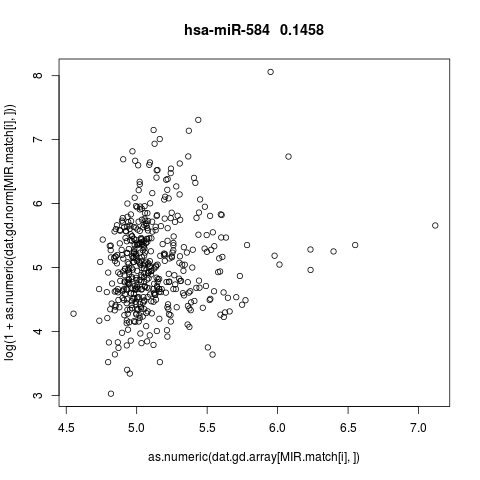 hsa-miR-584 0.1458
8
7
6
5
4
3
log(1 + as.numeric(dat.gd.norm[MIR.match[i], ]))
4.5 5.0 5.5 6.0 6.5 7.0
as.numeric(dat.gd.array[MIR.match[i], ])